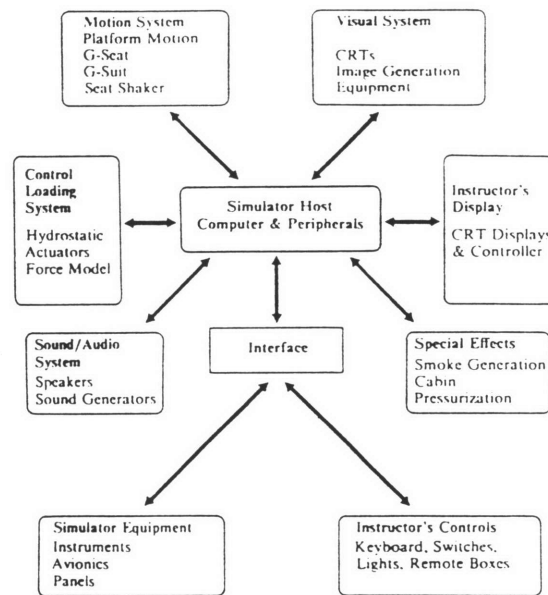 Motion System
Platform Motion
G-Seat
G-Suit
Seat Shaker
Visual System
CRTs
Image Generation
Equipment
Control
Loading
System
Hydrostatic
Actuators
Force Model
Simulator Host
Computer & Peripherals
Instructor's
Display
CRT Displays
& Controller
Sound/Audio
System
Speakers
Sound Generators
Interface
Special Effects
Smoke Generation
Cabin
Pressurization
Simulator Equipment
Instruments
Avionics
Panels
Instructor's Controls
Keyboard, Switches,
Lights, Remote Boxes